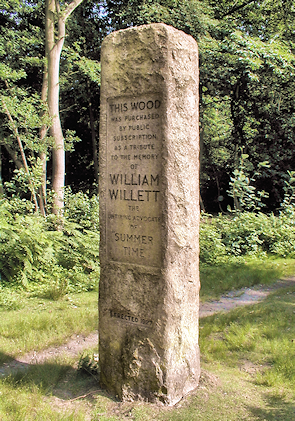 THIS WOOD
WAS PURCHASED
BY PUBLIC
SUBSCRIPTION
AS A TRIBUTE
TO THE MEMORY
OF
WILLIAM
WILLETT
THE
UNTIRING ADVOCATE
OF
SUMMER
TIME
ERECTED